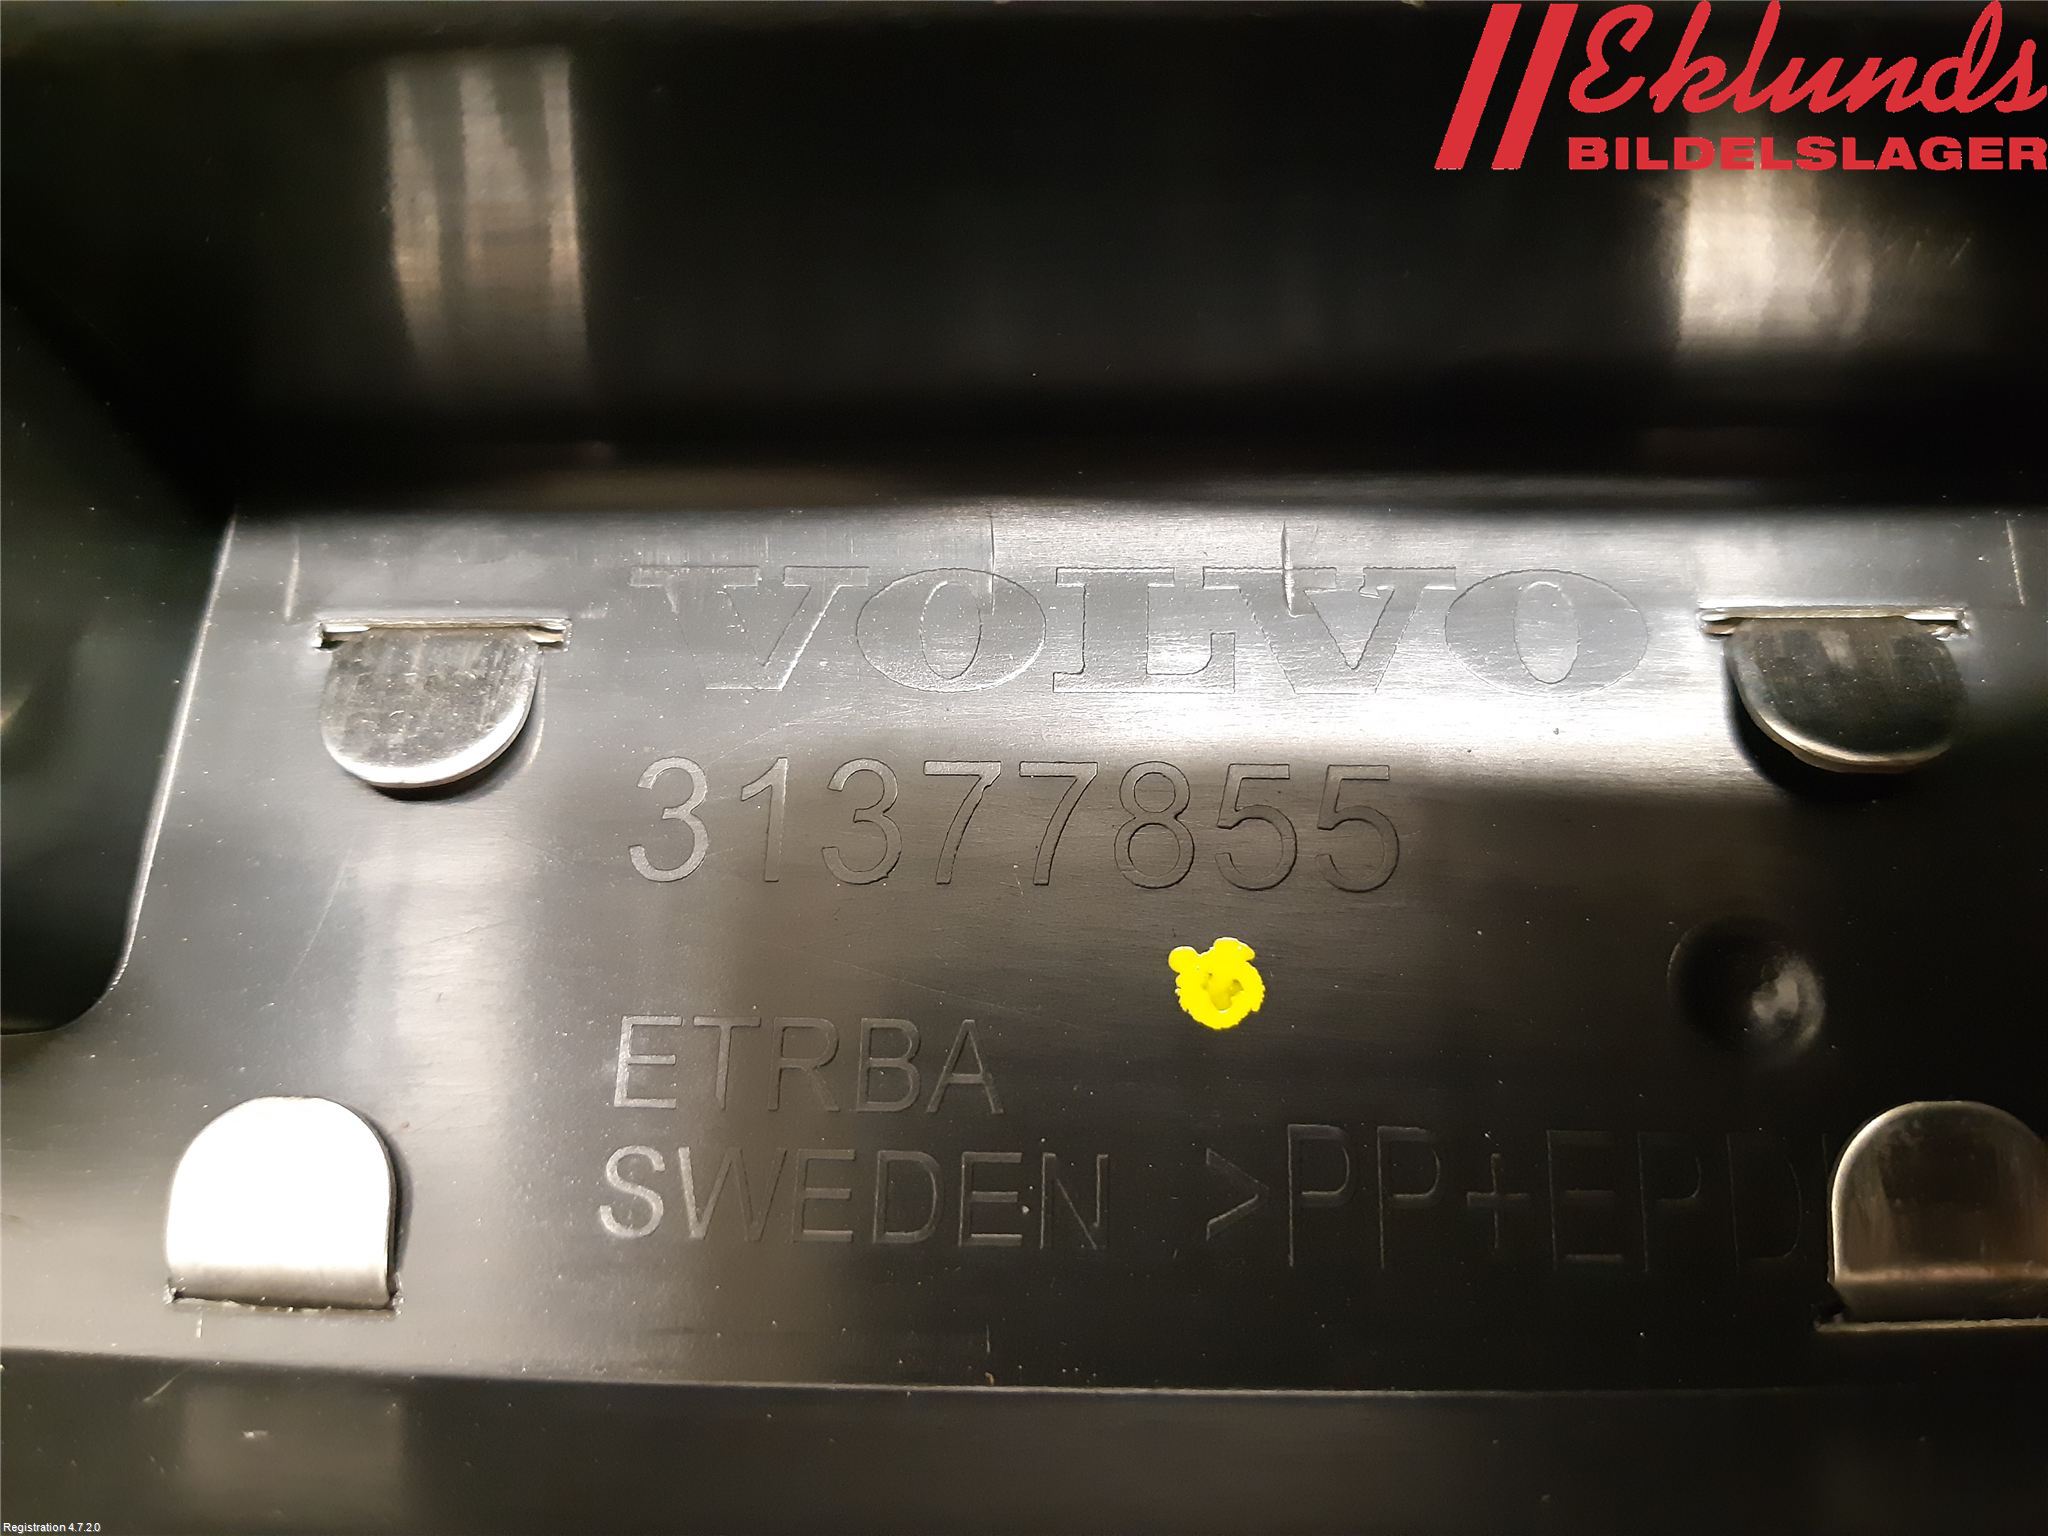 Eklunds
BILDELSLAGER
VOLVO
31377855
ETRBA
SWEDEN >PP+EPD
Registration 4.7.2.0